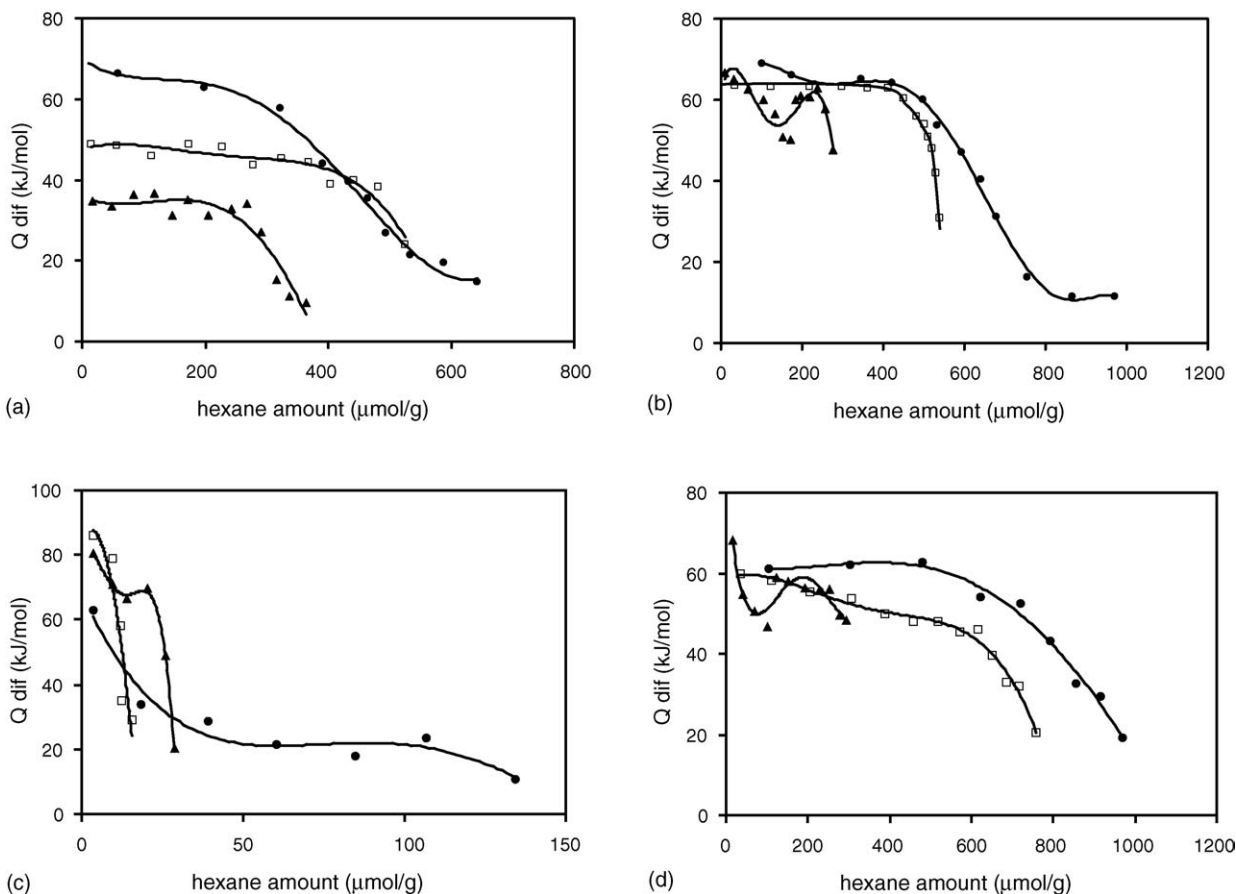 80
60
40
20
0
Q dif (kJ/mol)
0 200 400 600 800
hexane amount (μmol/g)
(a)
80
60
40
20
0
Q dif (kJ/mol)
0 200 400 600 800 1000 1200
hexane amount (μmol/g)
(b)
100
80
60
40
20
0
Q dif (kJ/mol)
0 50 100 150
hexane amount (μmol/g)
(c)
80
60
40
20
0
Q dif (kJ/mol)
0 200 400 600 800 1000 1200
hexane amount (μmol/g)
(d)